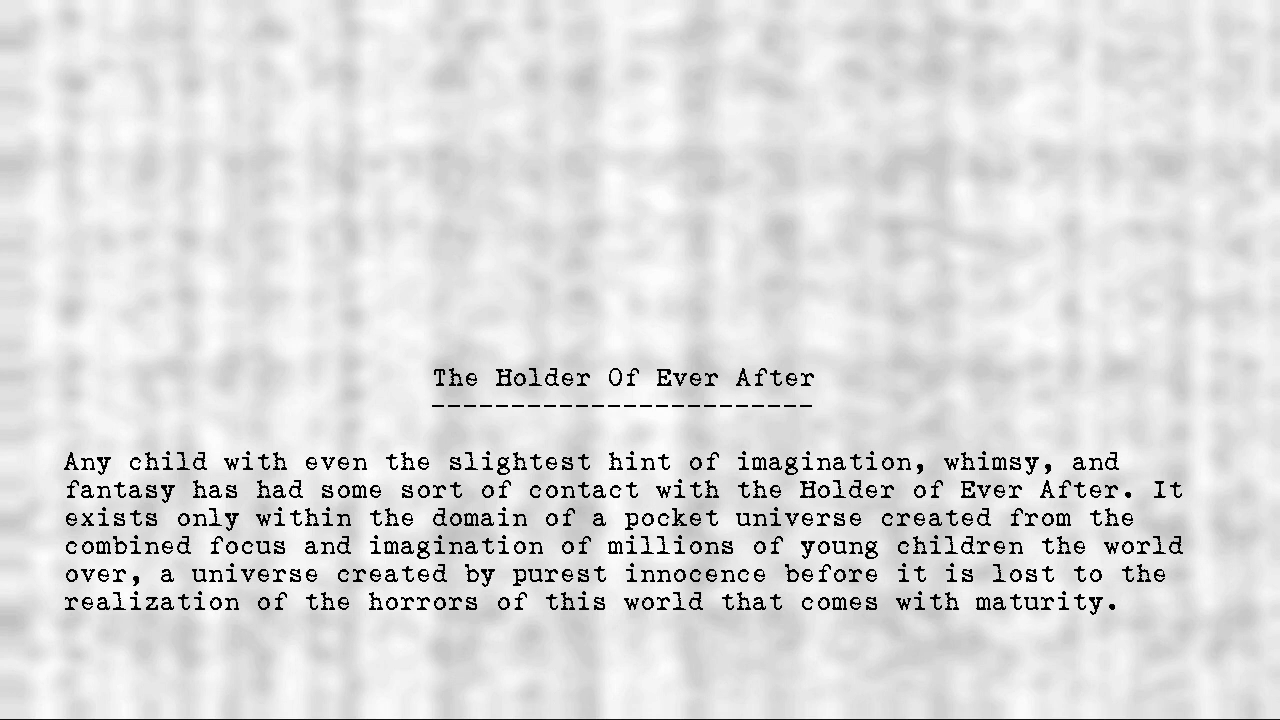 The Holder Of Ever After
------------------------
Any child with even the slightest hint of imagination, whimsy, and
fantasy has had some sort of contact with the Holder of Ever After. It
exists only within the domain of a pocket universe created from the
combined focus and imagination of millions of young children the world
over, a universe created by purest innocence before it is lost to the
realization of the horrors of this world that comes with maturity.